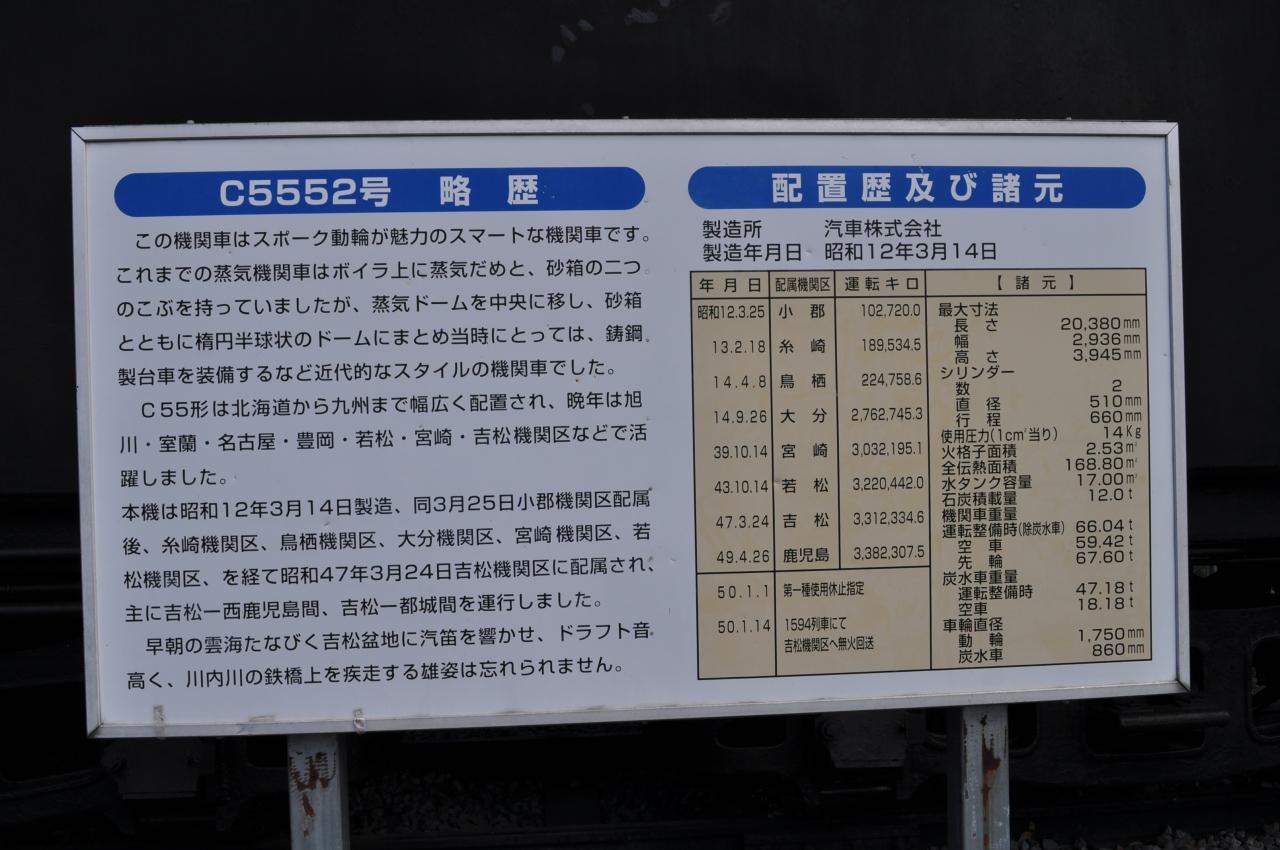 C5552号　略　歴
この機関車はスポーク動輪が魅力のスマートな機関車です。
これまでの蒸気機関車はボイラ上に蒸気だめと、砂箱の二つ
のこぶを持っていましたが、蒸気ドームを中央に移し、砂箱
とともに楕円半球状のドームにまとめ当時にとっては、鋳鋼
製台車を装備するなど近代的なスタイルの機関車でした。
C55形は北海道から九州まで幅広く配置され、晩年は旭
川・室蘭・名古屋・豊岡・若松・宮崎・吉松機関区などで活
躍しました。
本機は昭和12年3月14日製造、同3月25日小郡機関区配属
後、糸崎機関区、鳥栖機関区、大分機関区、宮崎機関区、若
松機関区、を経て昭和47年3月24日吉松機関区に配属され、
主に吉松ー西鹿児島間、吉松ー都城間を運行しました。
早朝の雲海たなびく吉松盆地に汽笛を響かせ、ドラフト音
高く、川内川の鉄橋上を疾走する雄姿は忘れられません。
配置歴及び諸元
製造所　汽車株式会社
製造年月日　昭和12年3月14日
年月日　配属機関区　運転キロ
昭和12.3.25　小郡　102,720.0
13.2.18　糸崎　189,534.5
14.4.8　鳥栖　224,758.6
14.9.26　大分　2,762,745.3
39.10.14　宮崎　3,032,195.1
43.10.14　若松　3,220,442.0
47.3.24　吉松　3,312,334.6
49.4.26　鹿児島　3,382,307.5
50.1.1　第一種使用休止指定
50.1.14　1594列車にて
吉松機関区へ無火回送
【諸元】
最大寸法
長さ　20,380mm
幅　2,936mm
高さ　3,945mm
シリンダー
数　2
直径　510mm
行程　660mm
使用圧力(1cm²当り)　14Kg
火格子面積　2.53m²
全伝熱面積　168.80m²
水タンク容量　17.00m³
石炭積載量　12.0t
機関車重量
運転整備時(除炭水車)　66.04t
空車　59.42t
先輪　67.60t
炭水車重量
運転整備時　47.18t
空車　18.18t
車輪直径
動輪　1,750mm
炭水車　860mm